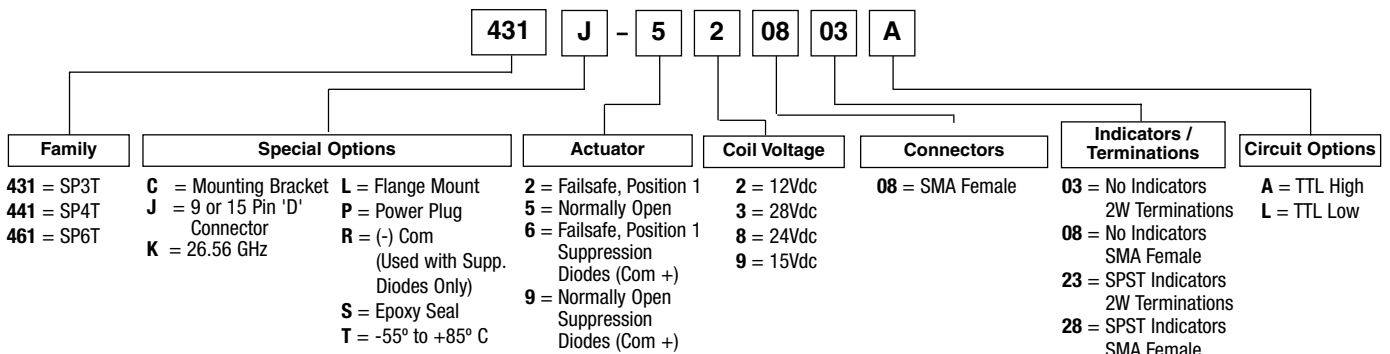 431 J - 5 2 08 03 A
Family
431 = SP3T
441 = SP4T
461 = SP6T
Special Options
C = Mounting Bracket
J = 9 or 15 Pin 'D'
Connector
K = 26.56 GHz
L = Flange Mount
P = Power Plug
R = (-) Com
(Used with Supp.
Diodes Only)
S = Epoxy Seal
T = -55º to +85º C
Actuator
2 = Failsafe, Position 1
5 = Normally Open
6 = Failsafe, Position 1
Suppression
Diodes (Com +)
9 = Normally Open
Suppression
Diodes (Com +)
Coil Voltage
2 = 12Vdc
3 = 28Vdc
8 = 24Vdc
9 = 15Vdc
Connectors
08 = SMA Female
Indicators /
Terminations
03 = No Indicators
2W Terminations
08 = No Indicators
SMA Female
23 = SPST Indicators
2W Terminations
28 = SPST Indicators
SMA Female
Circuit Options
A = TTL High
L = TTL Low